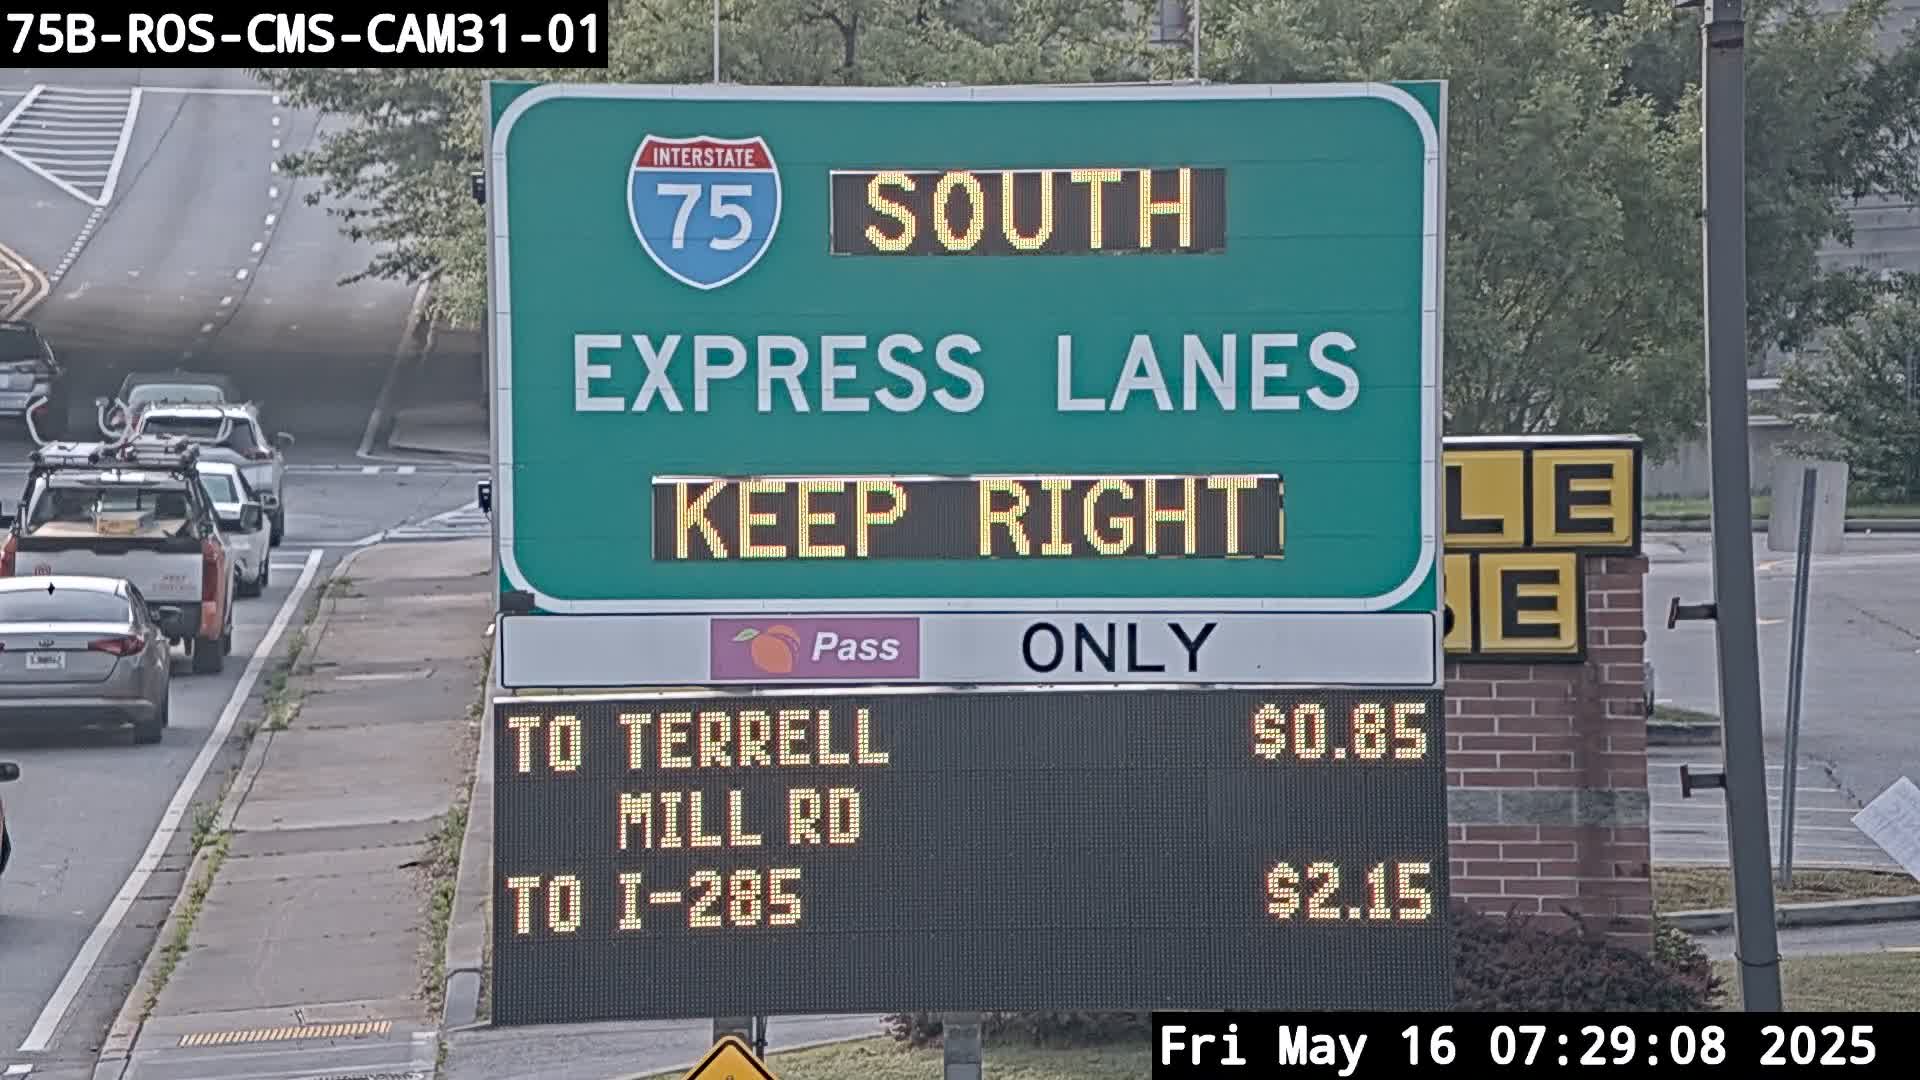 75B-ROS-CMS-CAM31-01
INTERSTATE
75
SOUTH
EXPRESS LANES
KEEP RIGHT
Pass ONLY
TO TERRELL $0.85
MILL RD
TO I-285 $2.15
LE
E
Fri May 16 07:29:08 2025